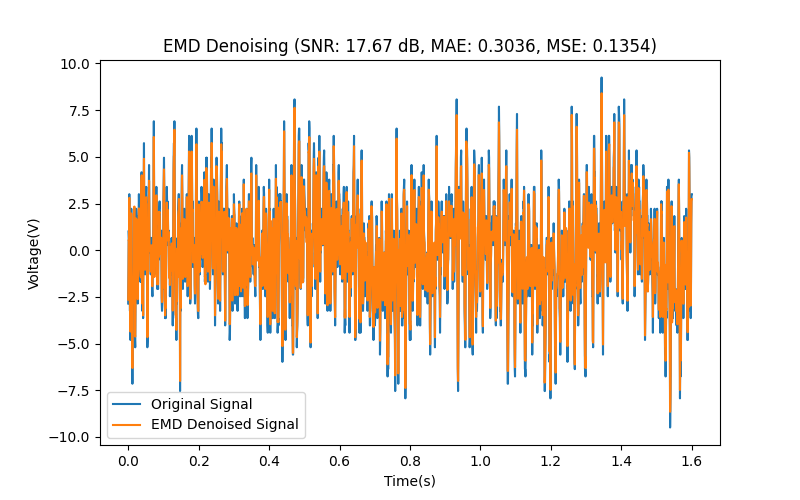 EMD Denoising (SNR: 17.67 dB, MAE: 0.3036, MSE: 0.1354)
10.0
7.5
5.0
2.5
0.0
−2.5
−5.0
−7.5
−10.0
Voltage(V)
Original Signal
EMD Denoised Signal
0.0 0.2 0.4 0.6 0.8 1.0 1.2 1.4 1.6
Time(s)